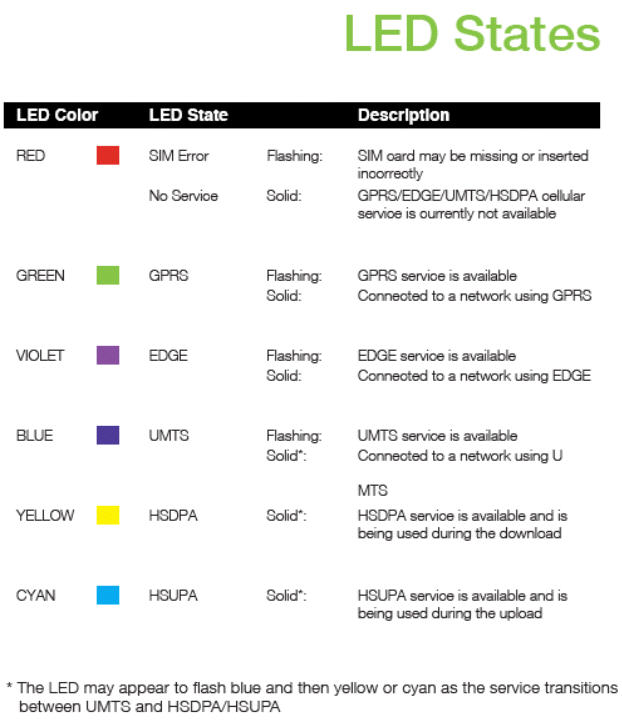 LED States
LED Color LED State Description
RED SIM Error Flashing: SIM card may be missing or inserted
incorrectly
No Service Solid: GPRS/EDGE/UMTS/HSDPA cellular
service is currently not available
GREEN GPRS Flashing: GPRS service is available
Solid: Connected to a network using GPRS
VIOLET EDGE Flashing: EDGE service is available
Solid: Connected to a network using EDGE
BLUE UMTS Flashing: UMTS service is available
Solid*: Connected to a network using U
MTS
YELLOW HSDPA Solid*: HSDPA service is available and is
being used during the download
CYAN HSUPA Solid*: HSUPA service is available and is
being used during the upload
* The LED may appear to flash blue and then yellow or cyan as the service transitions
between UMTS and HSDPA/HSUPA